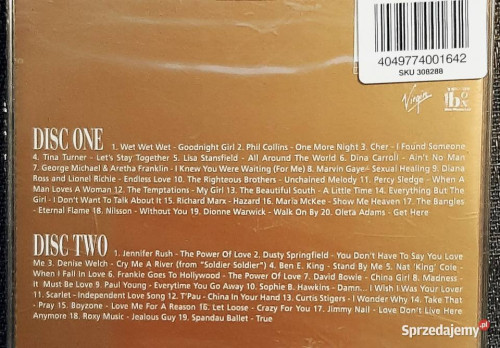 4049774001642
SKU 308288
Virgin
DISC ONE 1. Wet Wet Wet - Goodnight Girl 2. Phil Collins - One More Night 3. Cher - I Found Someone
4. Tina Turner - Let's Stay Together 5. Lisa Stansfield - All Around The World 6. Dina Carroll - Ain't No Man
7. George Michael & Aretha Franklin - I Knew You Were Waiting (For Me) 8. Marvin Gaye - Sexual Healing 9. Diana
Ross and Lionel Richie - Endless Love 10. The Righteous Brothers - Unchained Melody 11. Percy Sledge - When A
Man Loves A Woman 12. The Temptations - My Girl 13. The Beautiful South - A Little Time 14. Everything But The
Girl - I Don't Want To Talk About It 15. Richard Marx - Hazard 16. Maria McKee - Show Me Heaven 17. The Bangles
- Eternal Flame 18. Nilsson - Without You 19. Dionne Warwick - Walk On By 20. Oleta Adams - Get Here
DISC TWO 1. Jennifer Rush - The Power Of Love 2. Dusty Springfield - You Don't Have To Say You Love
Me 3. Denise Welch - Cry Me A River (from "Soldier Soldier") 4. Ben E. King - Stand By Me 5. Nat 'King' Cole -
When I Fall In Love 6. Frankie Goes To Hollywood - The Power Of Love 7. David Bowie - China Girl 8. Madness -
It Must Be Love 9. Paul Young - Everytime You Go Away 10. Sophie B. Hawkins - Damn... I Wish I Was Your Lover
11. Scarlet - Independent Love Song 12. T'Pau - China In Your Hand 13. Curtis Stigers - I Wonder Why 14. Take That
- Pray 15. Boyzone - Love Me For A Reason 16. Let Loose - Crazy For You 17. Jimmy Nail - Love Don't Live Here
Anymore 18. Roxy Music - Jealous Guy 19. Spandau Ballet - True
Sprzedajemy.pl